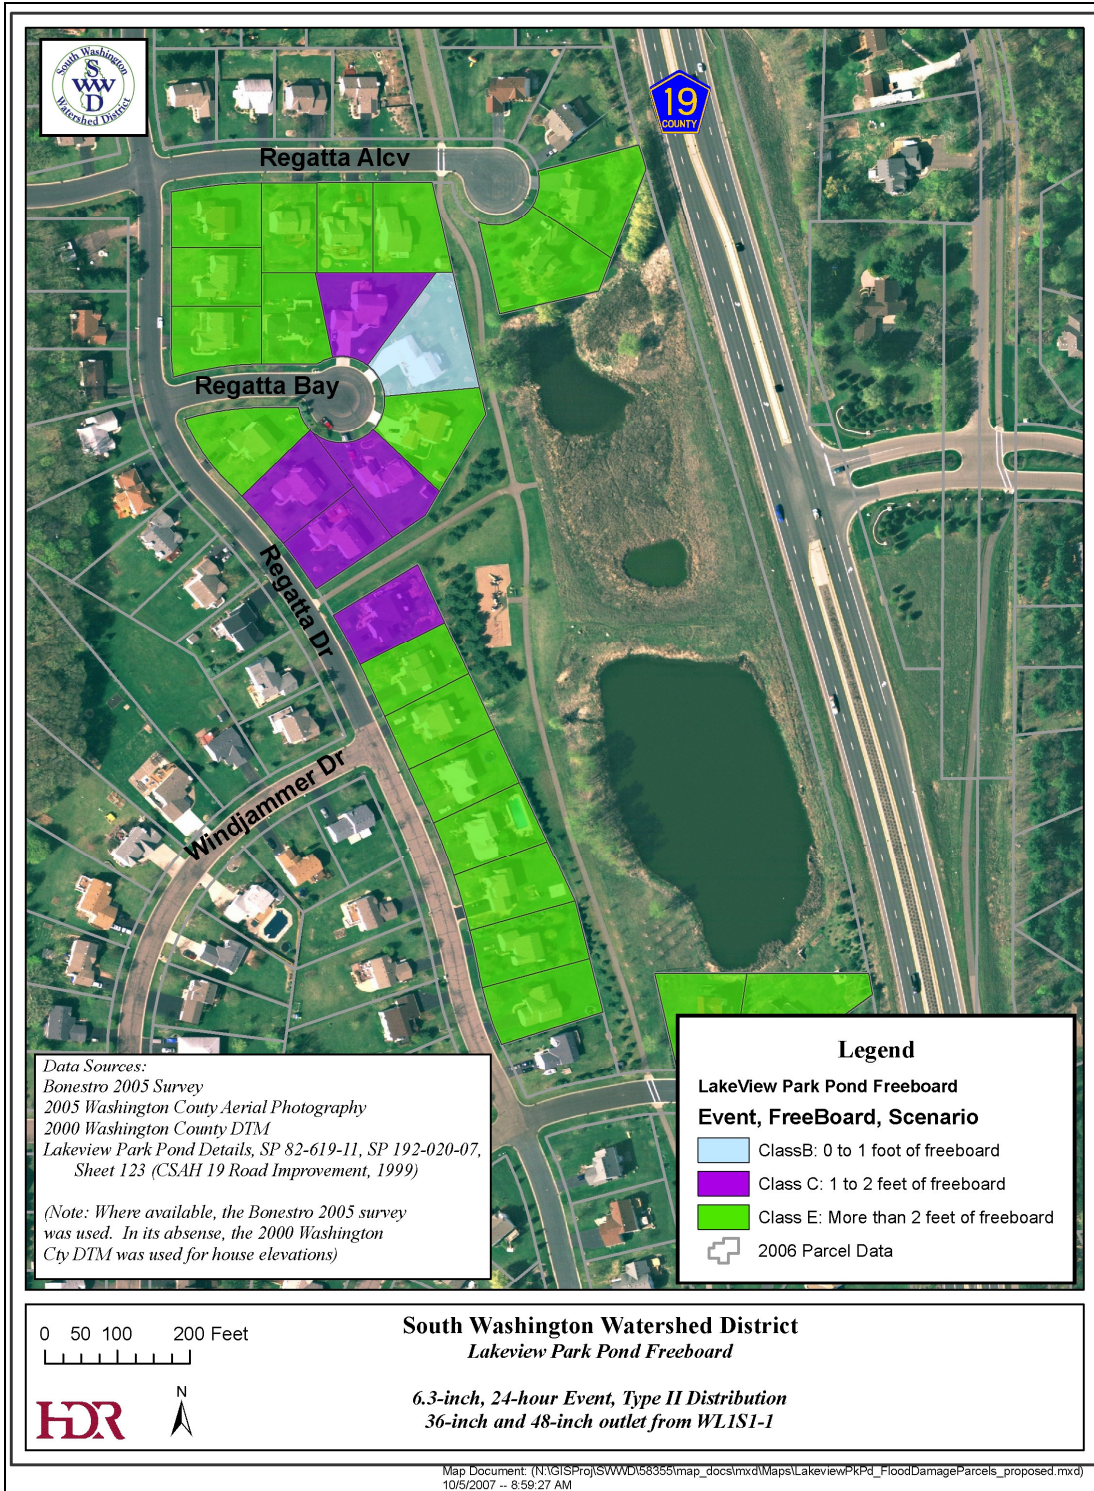 South Washington
S
WW
D
Watershed District
19
COUNTY
Regatta Alcv
Regatta Bay
Regatta Dr
Windjammer Dr
Data Sources:
Bonestro 2005 Survey
2005 Washington Couty Aerial Photography
2000 Washington County DTM
Lakeview Park Pond Details, SP 82-619-11, SP 192-020-07,
Sheet 123 (CSAH 19 Road Improvement, 1999)
(Note: Where available, the Bonestro 2005 survey
was used. In its absense, the 2000 Washington
Cty DTM was used for house elevations)
Legend
LakeView Park Pond Freeboard
Event, FreeBoard, Scenario
ClassB: 0 to 1 foot of freeboard
Class C: 1 to 2 feet of freeboard
Class E: More than 2 feet of freeboard
2006 Parcel Data
0 50 100 200 Feet
HDR
N
South Washington Watershed District
Lakeview Park Pond Freeboard
6.3-inch, 24-hour Event, Type II Distribution
36-inch and 48-inch outlet from WL1S1-1
Map Document: (N:\GISProj\SWWD\58355\map_docs\mxd\Maps\LakeviewPkPd_FloodDamageParcels_proposed.mxd)
10/5/2007 -- 8:59:27 AM